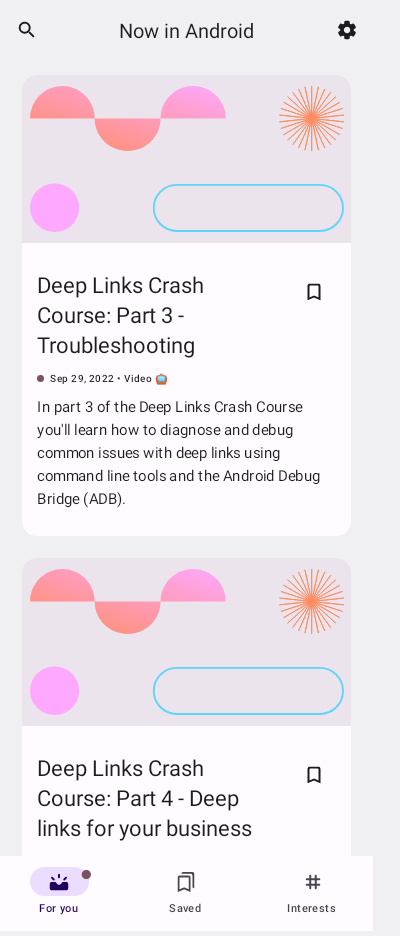 Now in Android
Deep Links Crash
Course: Part 3 -
Troubleshooting
Sep 29, 2022 • Video 📺
In part 3 of the Deep Links Crash Course
you'll learn how to diagnose and debug
common issues with deep links using
command line tools and the Android Debug
Bridge (ADB).
Deep Links Crash
Course: Part 4 - Deep
links for your business
For you
Saved
Interests